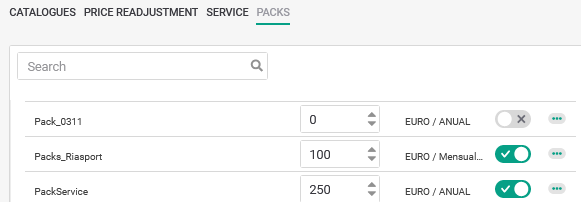 CATALOGUES PRICE READJUSTMENT SERVICE PACKS
Search
Pack_0311 0 EURO / ANUAL
Packs_Riasport 100 EURO / Mensual...
PackService 250 EURO / ANUAL